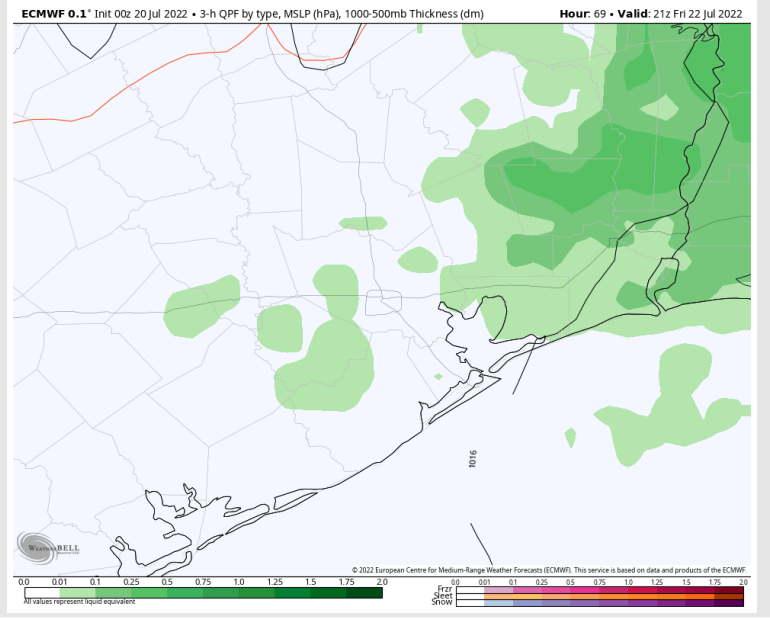 ECMWF 0.1° Init 00z 20 Jul 2022 • 3-h QPF by type, MSLP (hPa), 1000-500mb Thickness (dm) Hour: 69 • Valid: 21z Fri 22 Jul 2022
1016
WEATHERBELL
© 2022 European Centre for Medium-Range Weather Forecasts (ECMWF). This service is based on data and products of the ECMWF.
0.0 0.01 0.1 0.25 0.5 0.75 1.0 1.25 1.5 1.75 2.0
All values represent liquid equivalent
0.0 0.01 0.1 0.25 0.5 0.75 1.0 1.25 1.5 1.75 2.0
Frzr
Sleet
Snow